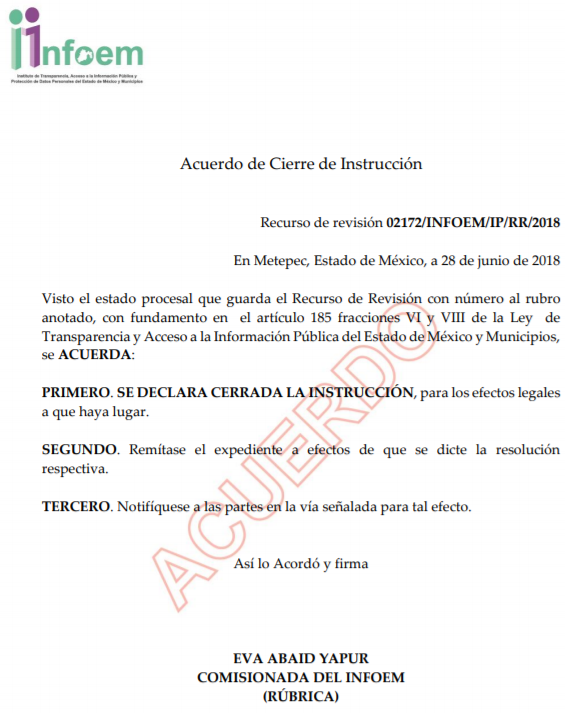 infoem
Instituto de Transparencia, Acceso a la Información Pública y
Protección de Datos Personales del Estado de México y Municipios
Acuerdo de Cierre de Instrucción
Recurso de revisión 02172/INFOEM/IP/RR/2018
En Metepec, Estado de México, a 28 de junio de 2018
Visto el estado procesal que guarda el Recurso de Revisión con número al rubro
anotado, con fundamento en el artículo 185 fracciones VI y VIII de la Ley de
Transparencia y Acceso a la Información Pública del Estado de México y Municipios,
se ACUERDA:
PRIMERO. SE DECLARA CERRADA LA INSTRUCCIÓN, para los efectos legales
a que haya lugar.
SEGUNDO. Remítase el expediente a efectos de que se dicte la resolución
respectiva.
TERCERO. Notifíquese a las partes en la vía señalada para tal efecto.
ACUERDO
Así lo Acordó y firma
EVA ABAID YAPUR
COMISIONADA DEL INFOEM
(RÚBRICA)